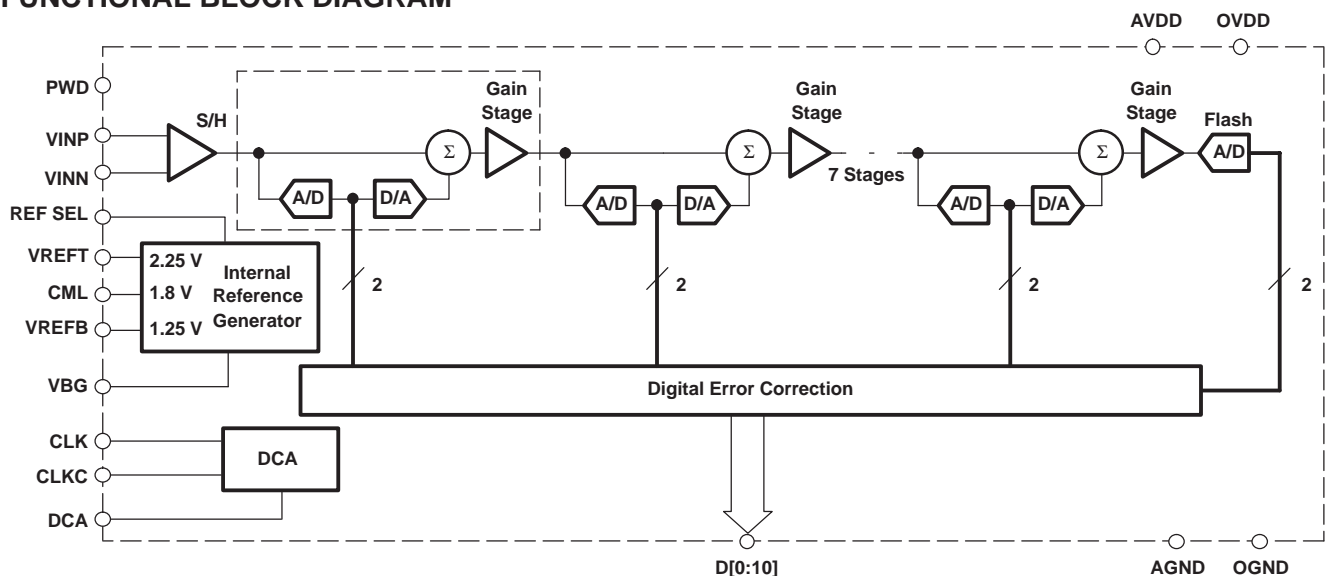 FUNCTIONAL BLOCK DIAGRAM
AVDD OVDD
PWD
VINP
VINN
REF SEL
VREFT
CML
VREFB
VBG
CLK
CLKC
DCA
S/H
Σ
Gain
Stage
A/D
D/A
2
Σ
Gain
Stage
A/D
D/A
2
7 Stages
Σ
Gain
Stage
A/D
D/A
2
Flash
A/D
2
2.25 V
1.8 V
1.25 V
Internal
Reference
Generator
Digital Error Correction
DCA
D[0:10]
AGND OGND